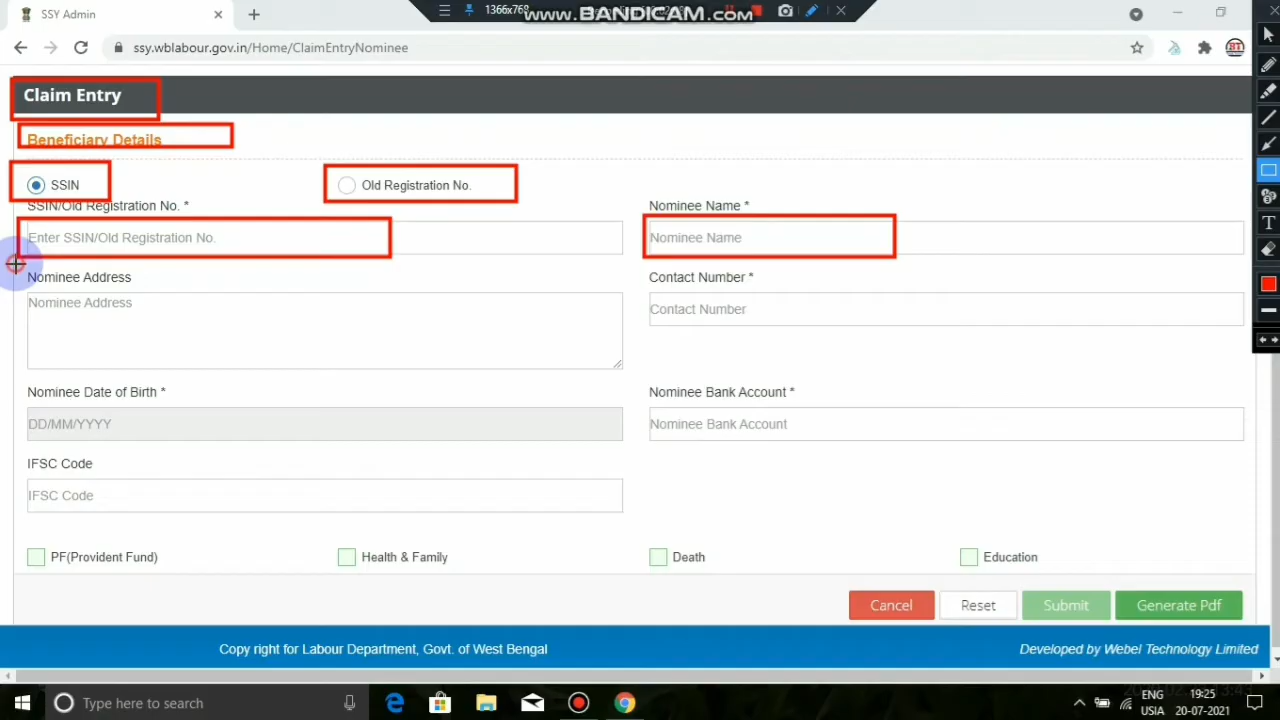 SSY Admin
1366x768
www.BANDICAM.com
ssy.wblabour.gov.in/Home/ClaimEntryNominee
Claim Entry
Beneficiary Details
SSIN
Old Registration No.
SSIN/Old Registration No. *
Nominee Name *
Enter SSIN/Old Registration No.
Nominee Name
Nominee Address
Contact Number *
Nominee Address
Contact Number
Nominee Date of Birth *
Nominee Bank Account *
DD/MM/YYYY
Nominee Bank Account
IFSC Code
IFSC Code
PF(Provident Fund)
Health & Family
Death
Education
Cancel
Reset
Submit
Generate Pdf
Copy right for Labour Department, Govt. of West Bengal
Developed by Webel Technology Limited
Type here to search
ENG
USIA
19:25
20-07-2021